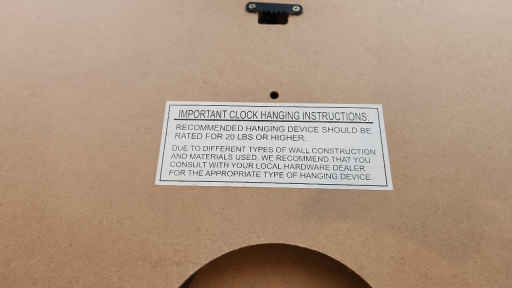 IMPORTANT CLOCK HANGING INSTRUCTIONS
RECOMMENDED HANGING DEVICE SHOULD BE
RATED FOR 20 LBS OR HIGHER.
DUE TO DIFFERENT TYPES OF WALL CONSTRUCTION
AND MATERIALS USED, WE RECOMMEND THAT YOU
CONSULT WITH YOUR LOCAL HARDWARE DEALER
FOR THE APPROPRIATE TYPE OF HANGING DEVICE.